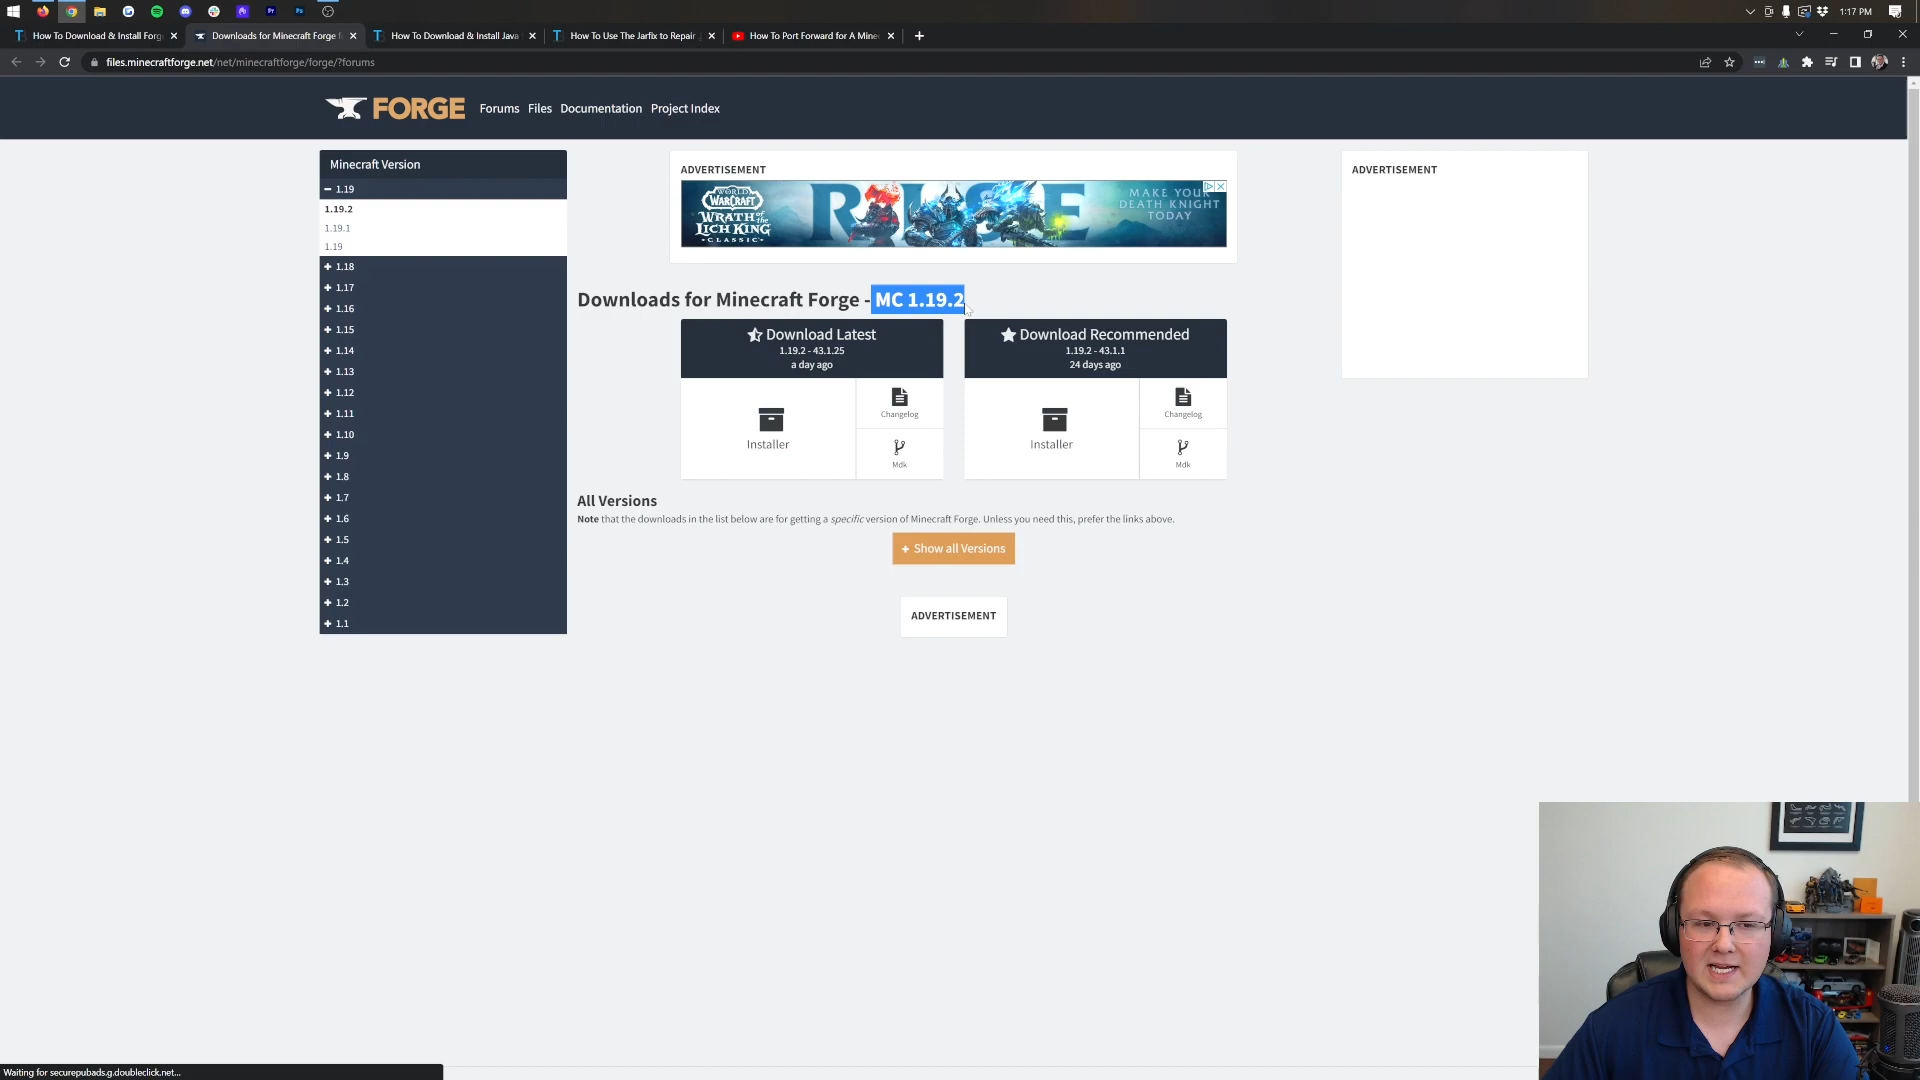 1:17 PM
How To Download & Install Forg
Downloads for Minecraft Forge f
How To Download & Install Java
How To Use The Jarfix to Repair
How To Port Forward for A Mine
files.minecraftforge.net/net/minecraftforge/forge/?forums
FORGE
Forums Files Documentation Project Index
Minecraft Version
1.19
1.19.2
1.19.1
1.19
1.18
1.17
1.16
1.15
1.14
1.13
1.12
1.11
1.10
1.9
1.8
1.7
1.6
1.5
1.4
1.3
1.2
1.1
ADVERTISEMENT
WORLD OF WARCRAFT
WRATH of the
LICH KING
CLASSIC
RISE
MAKE YOUR
DEATH KNIGHT
TODAY
ADVERTISEMENT
Downloads for Minecraft Forge - MC 1.19.2
Download Latest
1.19.2 - 43.1.25
a day ago
Installer
Changelog
Mdk
Download Recommended
1.19.2 - 43.1.1
24 days ago
Installer
Changelog
Mdk
All Versions
Note that the downloads in the list below are for getting a specific version of Minecraft Forge. Unless you need this, prefer the links above.
+ Show all Versions
ADVERTISEMENT
Waiting for securepubads.g.doubleclick.net...